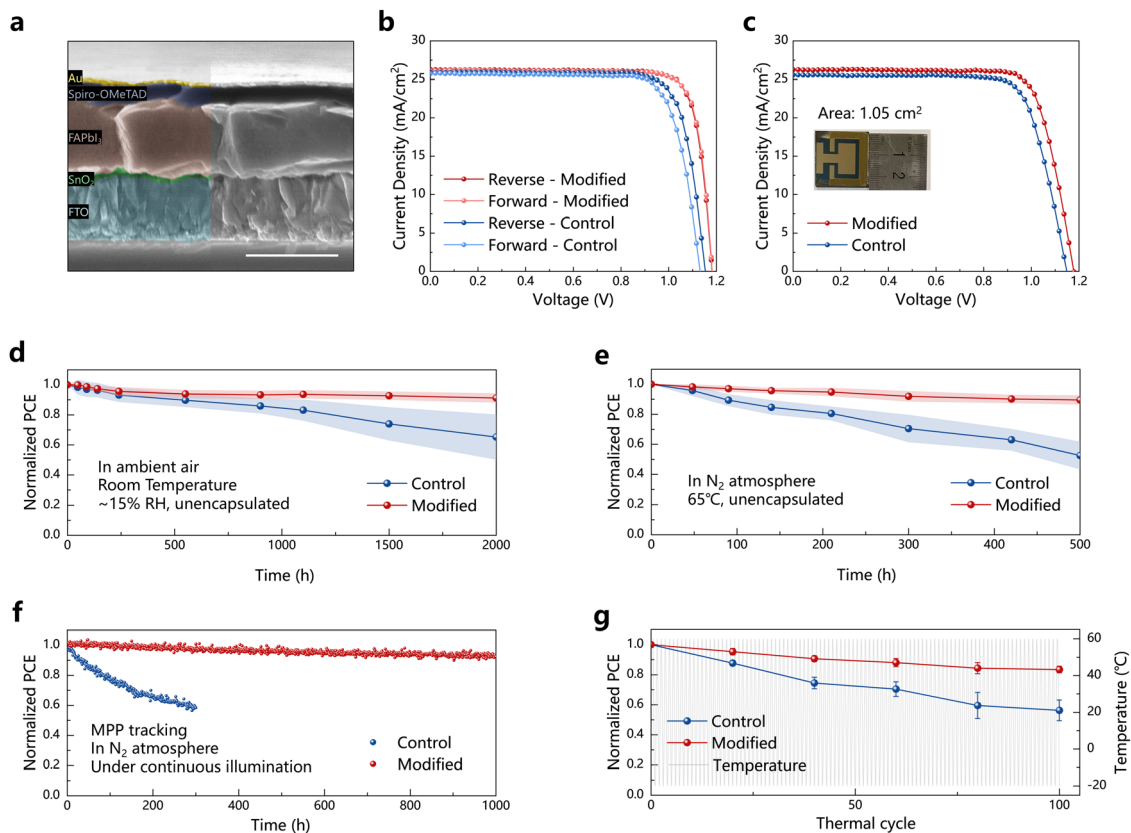 a
Au
Spiro-OMeTAD
FAPbI3
SnO2
FTO
b
Current Density (mA/cm²)
30
25
20
15
10
5
0
Reverse - Modified
Forward - Modified
Reverse - Control
Forward - Control
0.0 0.2 0.4 0.6 0.8 1.0 1.2
Voltage (V)
c
Current Density (mA/cm²)
30
25
20
15
10
5
0
Area: 1.05 cm²
1
2
Modified
Control
0.0 0.2 0.4 0.6 0.8 1.0 1.2
Voltage (V)
d
Normalized PCE
1.0
0.8
0.6
0.4
0.2
0.0
In ambient air
Room Temperature
~15% RH, unencapsulated
Control
Modified
0 500 1000 1500 2000
Time (h)
e
Normalized PCE
1.0
0.8
0.6
0.4
0.2
0.0
In N₂ atmosphere
65℃, unencapsulated
Control
Modified
0 100 200 300 400 500
Time (h)
f
Normalized PCE
1.0
0.8
0.6
0.4
0.2
0.0
MPP tracking
In N₂ atmosphere
Under continuous illumination
Control
Modified
0 200 400 600 800 1000
Time (h)
g
Normalized PCE
1.0
0.8
0.6
0.4
0.2
0.0
Control
Modified
Temperature
60
40
20
0
-20
Temperature (℃)
0 50 100
Thermal cycle